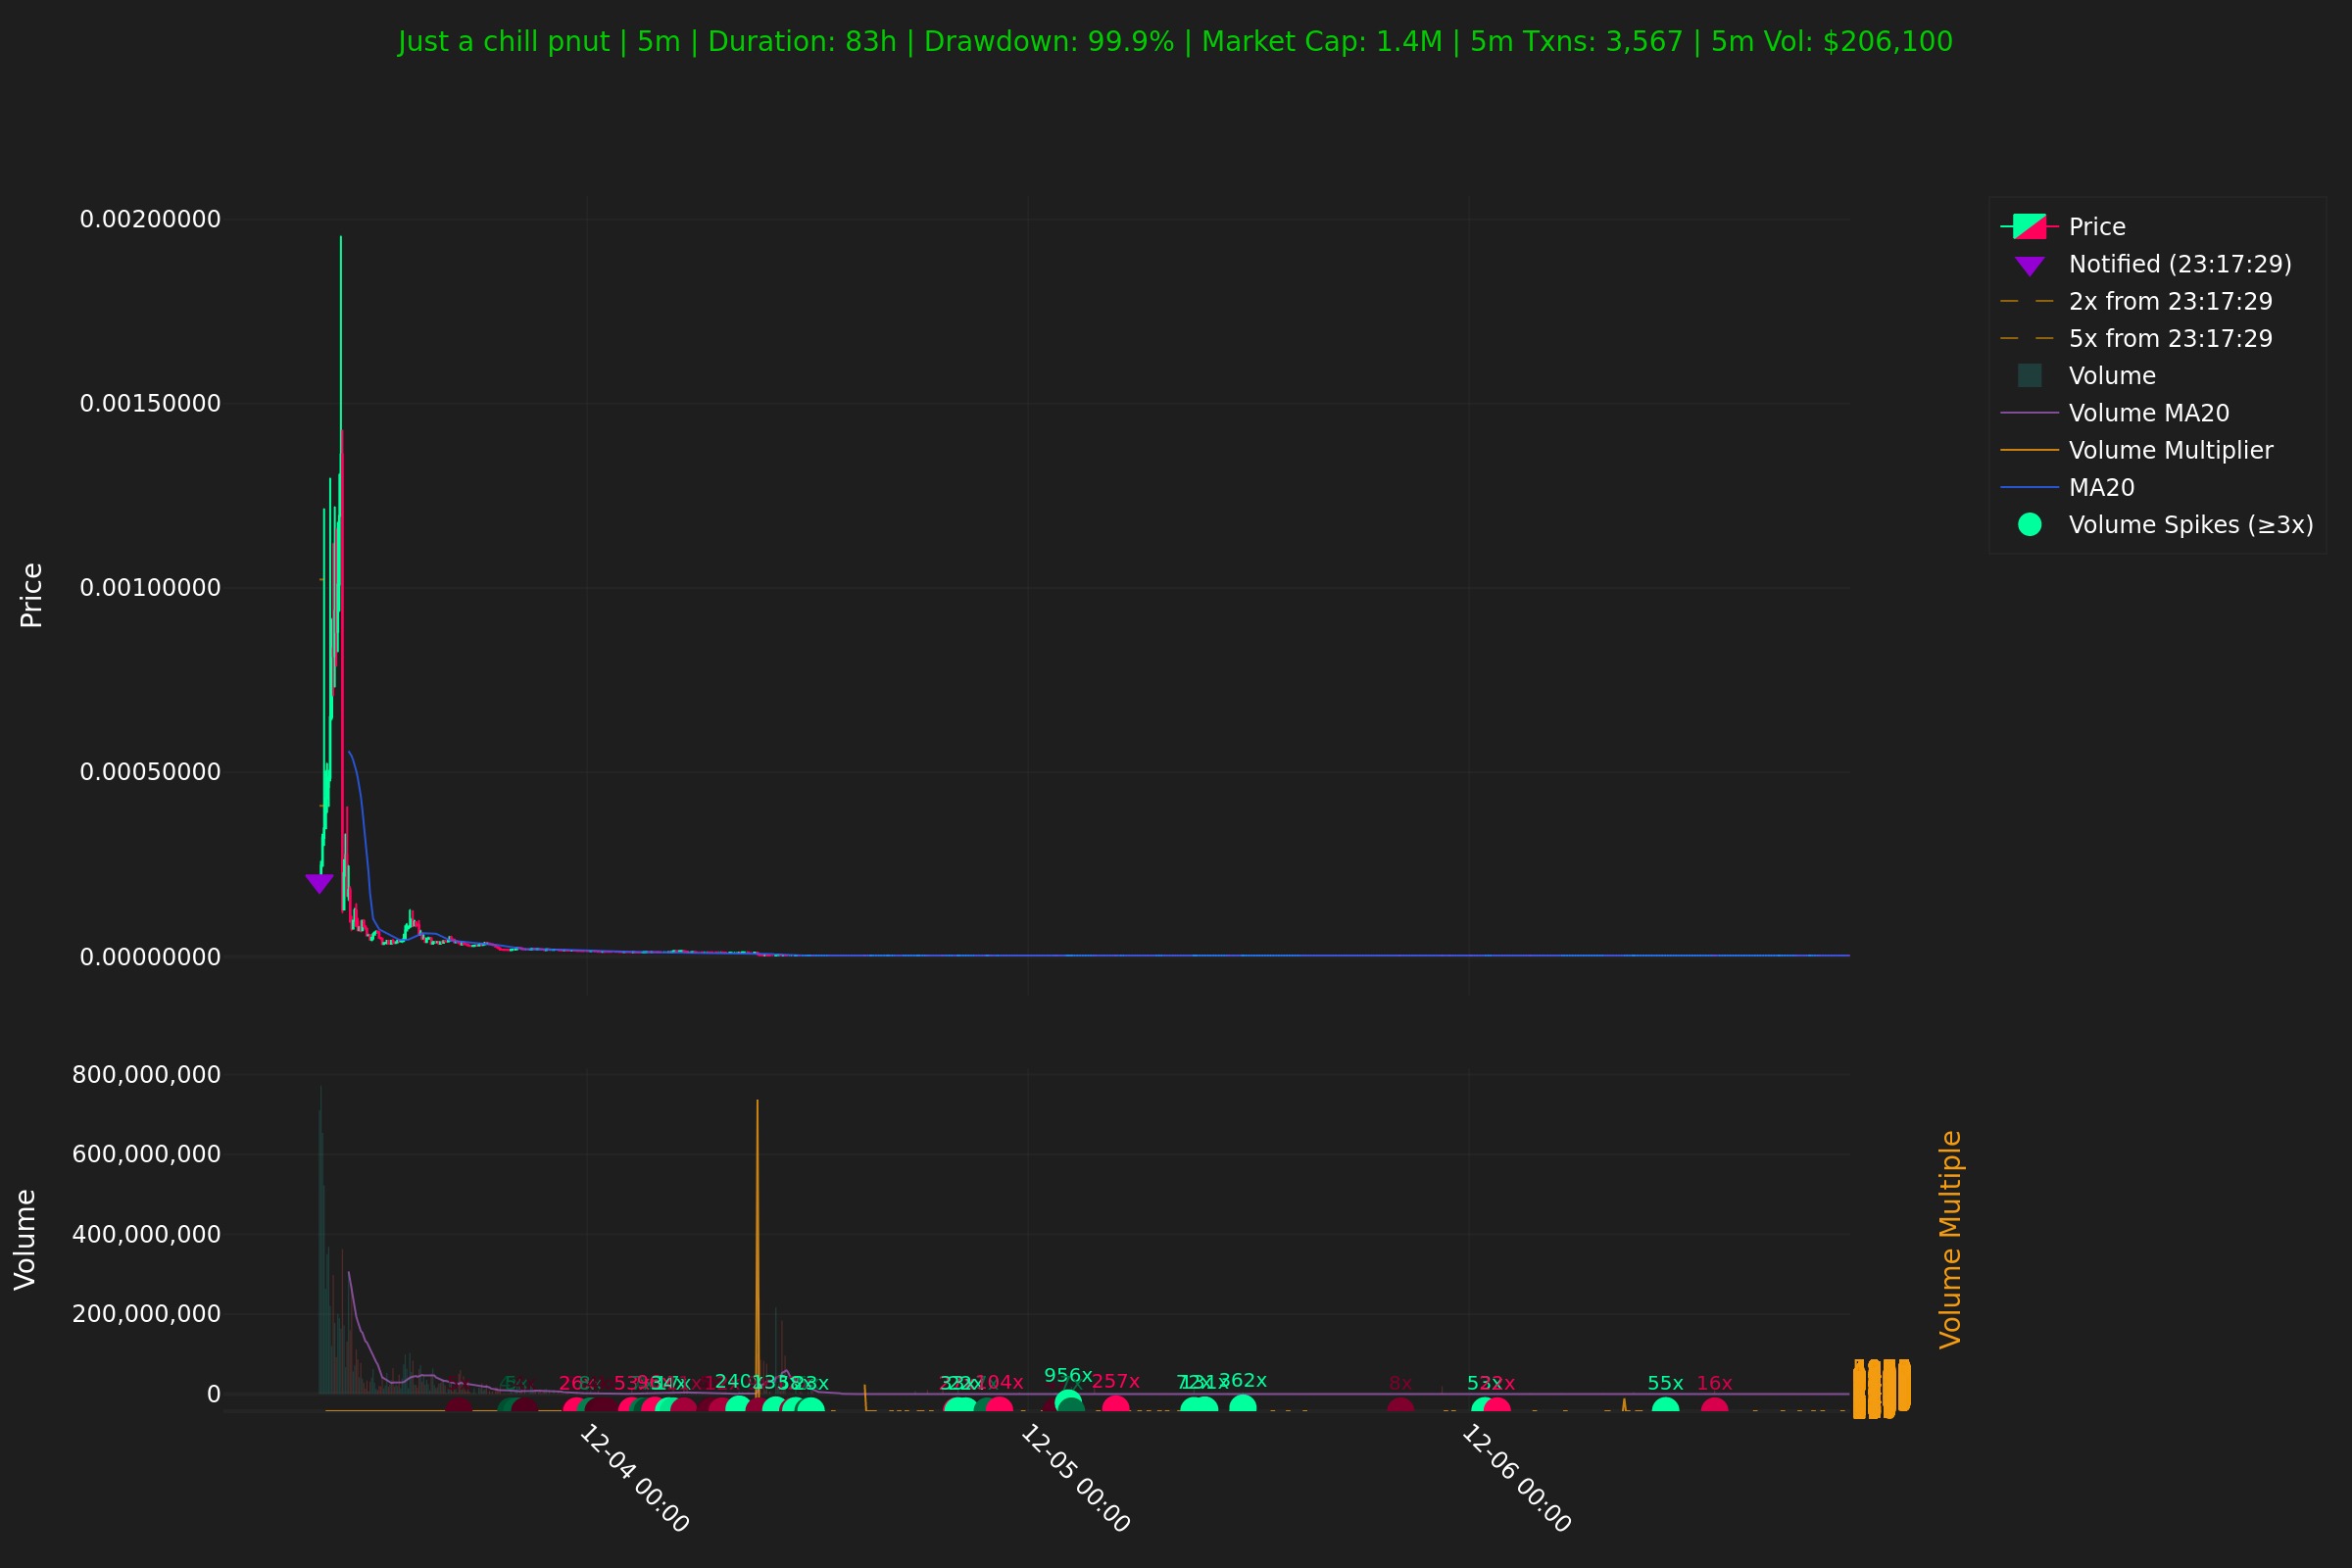 Just a chill pnut | 5m | Duration: 83h | Drawdown: 99.9% | Market Cap: 1.4M | 5m Txns: 3,567 | 5m Vol: $206,100
Price
0.00200000
0.00150000
0.00100000
0.00050000
0.00000000
Price
Notified (23:17:29)
2x from 23:17:29
5x from 23:17:29
Volume
Volume MA20
Volume Multiplier
MA20
Volume Spikes (≥3x)
Volume
800,000,000
600,000,000
400,000,000
200,000,000
0
956x
257x
362x
8x
55x
16x
Volume Multiple
12-04 00:00
12-05 00:00
12-06 00:00